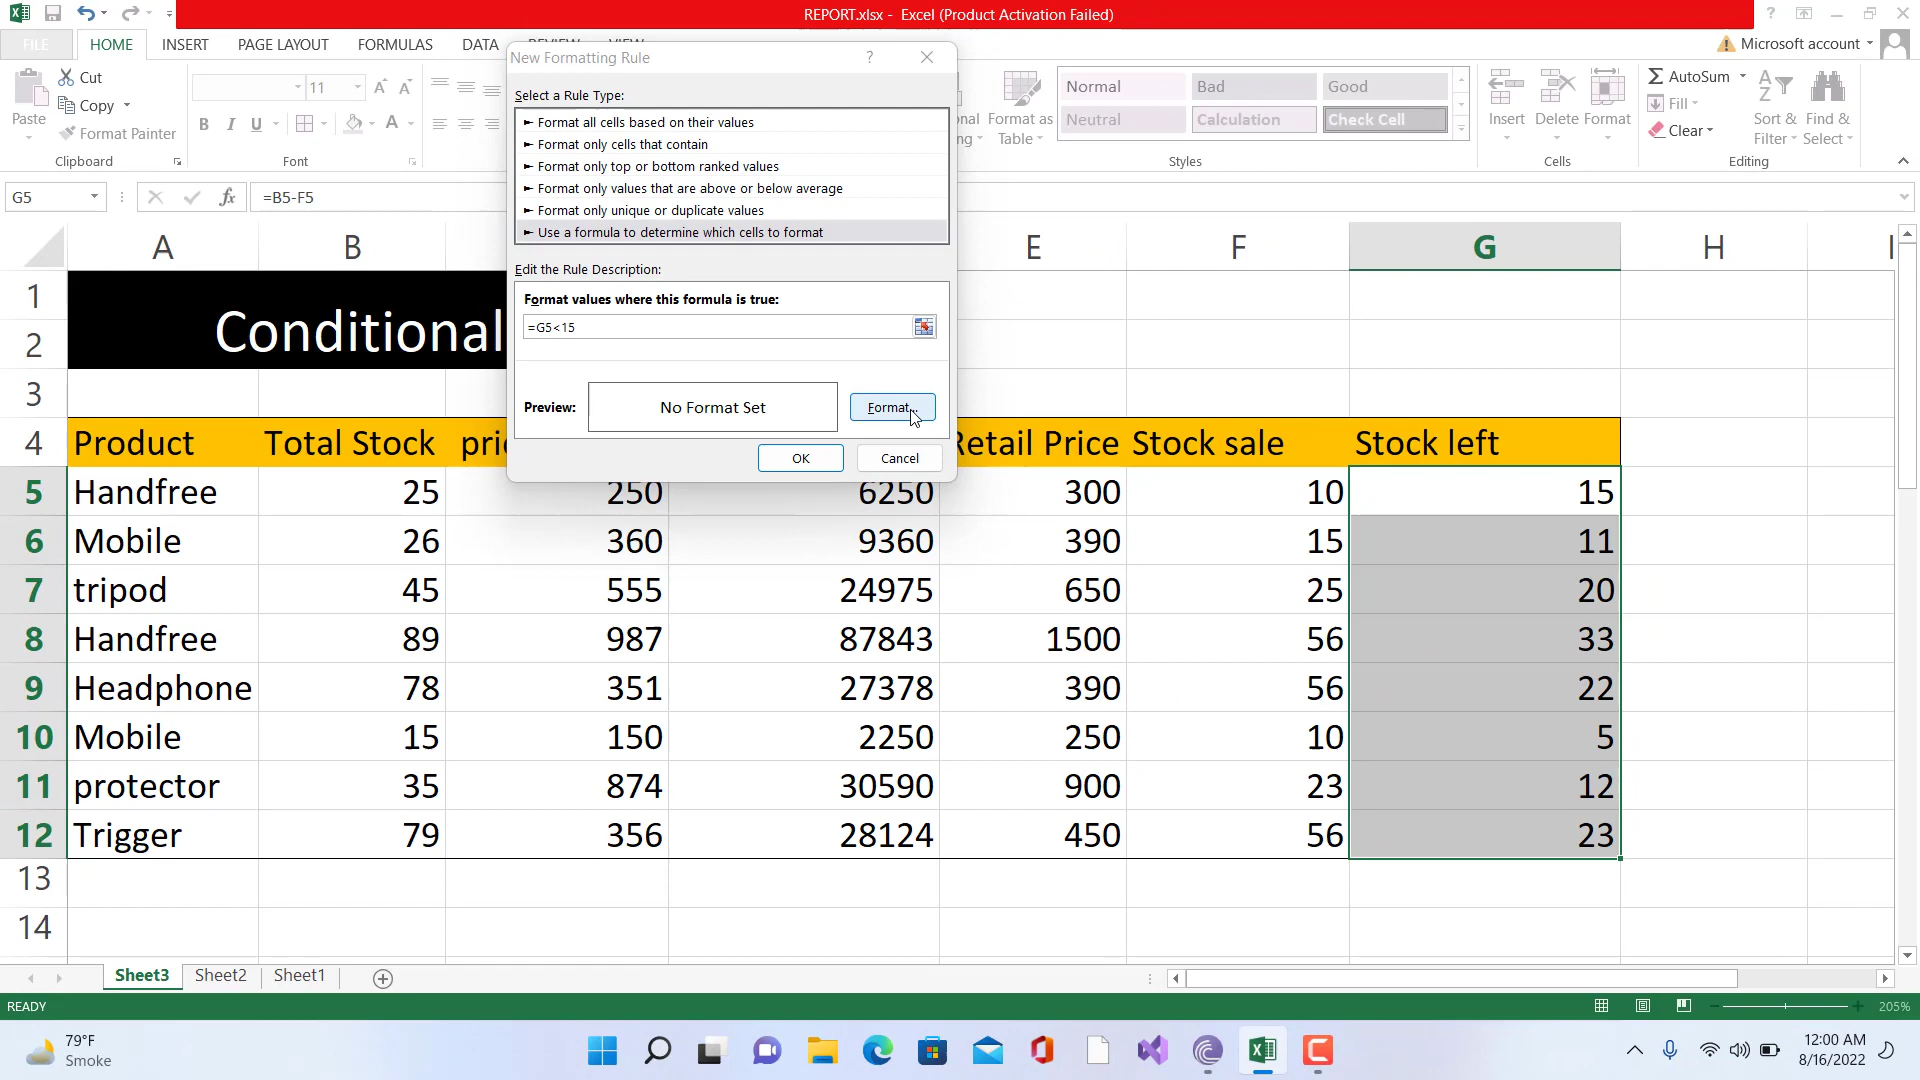 REPORT.xlsx - Excel (Product Activation Failed)
FILE HOME INSERT PAGE LAYOUT FORMULAS DATA REVIEW VIEW Microsoft account
Paste
Cut
Copy
Format Painter
Clipboard
11
B I U A
Font
Format as
Table
Normal Bad Good
Neutral Calculation Check Cell
Styles
Insert Delete Format
Cells
AutoSum
Fill
Clear
Sort &
Filter
Find &
Select
Editing
New Formatting Rule
Select a Rule Type:
► Format all cells based on their values
► Format only cells that contain
► Format only top or bottom ranked values
► Format only values that are above or below average
► Format only unique or duplicate values
► Use a formula to determine which cells to format
Edit the Rule Description:
Format values where this formula is true:
=G5<15
Preview: No Format Set Format...
OK Cancel
G5 fx =B5-F5
A B E F G H I
1
2 Conditional
3
4 Product Total Stock Retail Price Stock sale Stock left
5 Handfree 25 250 6250 300 10 15
6 Mobile 26 360 9360 390 15 11
7 tripod 45 555 24975 650 25 20
8 Handfree 89 987 87843 1500 56 33
9 Headphone 78 351 27378 390 56 22
10 Mobile 15 150 2250 250 10 5
11 protector 35 874 30590 900 23 12
12 Trigger 79 356 28124 450 56 23
13
14
Sheet3 Sheet2 Sheet1
READY 205%
79°F
Smoke
12:00 AM
8/16/2022